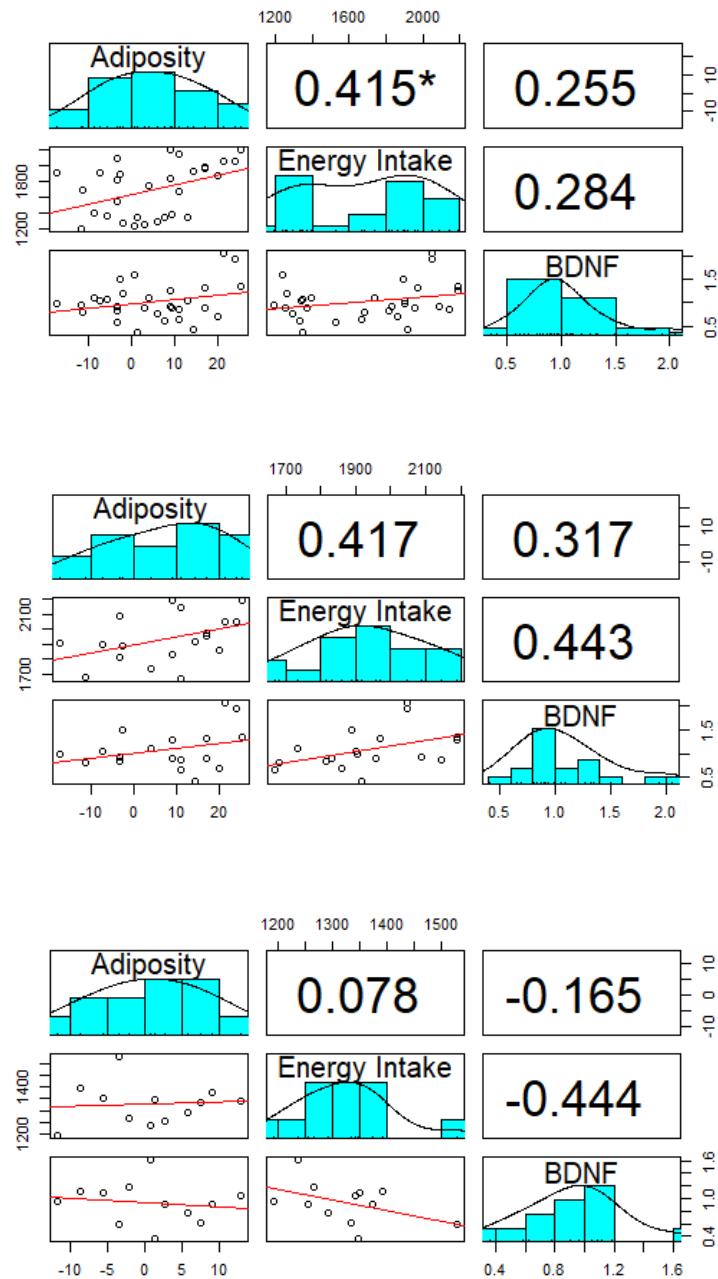 1200 1600 2000
Adiposity 0.415* 0.255 -10 10
1200 1800 Energy Intake 0.284
BDNF 0.5 1.5
-10 0 10 20 0.5 1.0 1.5 2.0
1700 1900 2100
Adiposity 0.417 0.317 -10 10
1700 2100 Energy Intake 0.443
BDNF 0.5 1.5
-10 0 10 20 0.5 1.0 1.5 2.0
1200 1300 1400 1500
Adiposity 0.078 -0.165 -10 0 10
1200 1400 Energy Intake -0.444
BDNF 0.4 1.0 1.6
-10 -5 0 5 10 0.4 0.8 1.2 1.6